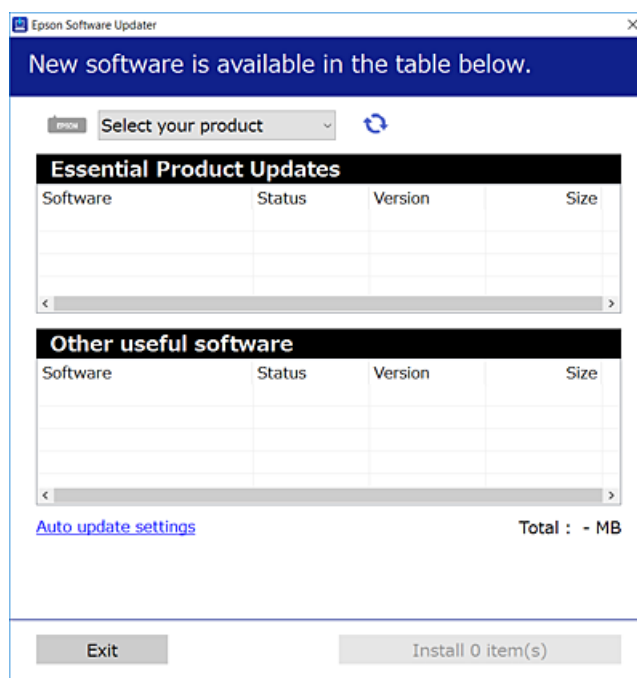 Epson Software Updater
New software is available in the table below.
EPSON Select your product
Essential Product Updates
Software Status Version Size
Other useful software
Software Status Version Size
Auto update settings Total : - MB
Exit Install 0 item(s)